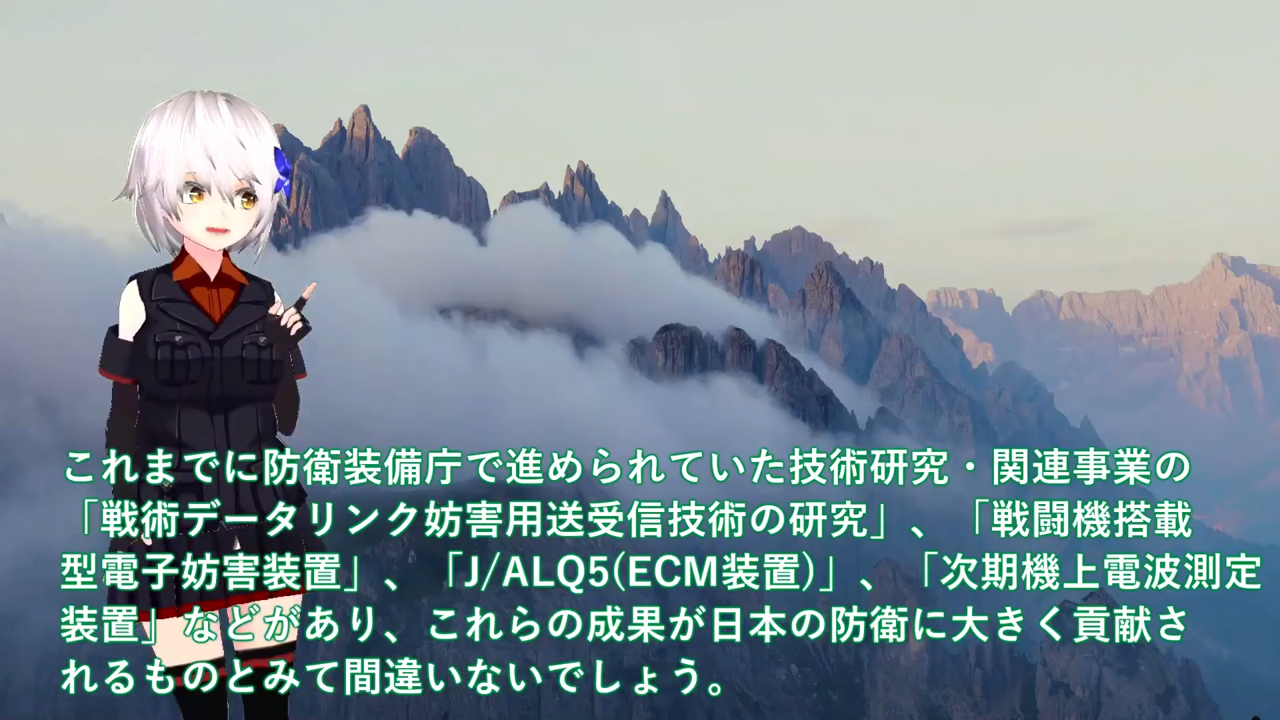 これまでに防衛装備庁で進められていた技術研究・関連事業の
「戦術データリンク妨害用送受信技術の研究」、「戦闘機搭載
型電子妨害装置」、「J/ALQ5(ECM装置)」、「次期機上電波測定
装置」などがあり、これらの成果が日本の防衛に大きく貢献さ
れるものとみて間違いないでしょう。